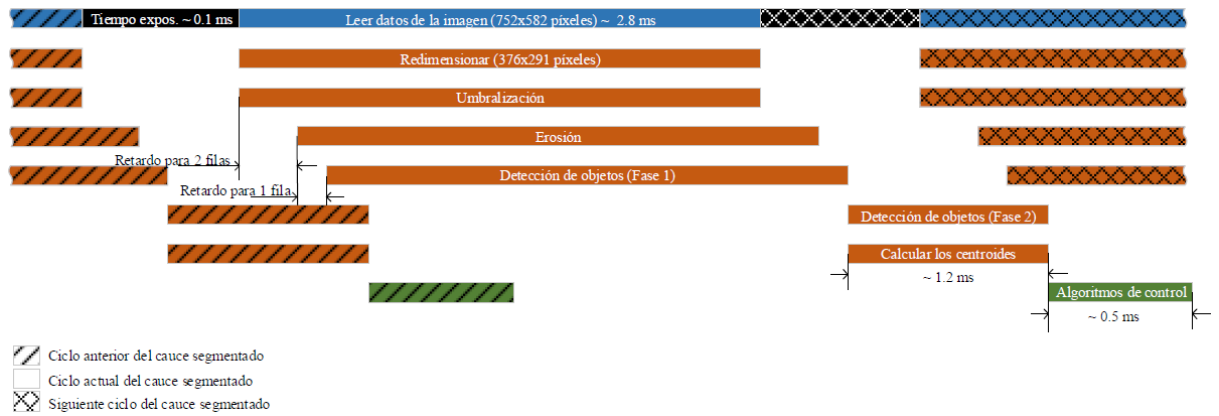 Tiempo expos. ~ 0.1 ms
Leer datos de la imagen (752x582 píxeles) ~ 2.8 ms
Redimensionar (376x291 píxeles)
Umbralización
Erosión
Retardo para 2 filas
Detección de objetos (Fase 1)
Retardo para 1 fila
Detección de objetos (Fase 2)
Calcular los centroides
~ 1.2 ms
Algoritmos de control
~ 0.5 ms
Ciclo anterior del cauce segmentado
Ciclo actual del cauce segmentado
Siguiente ciclo del cauce segmentado